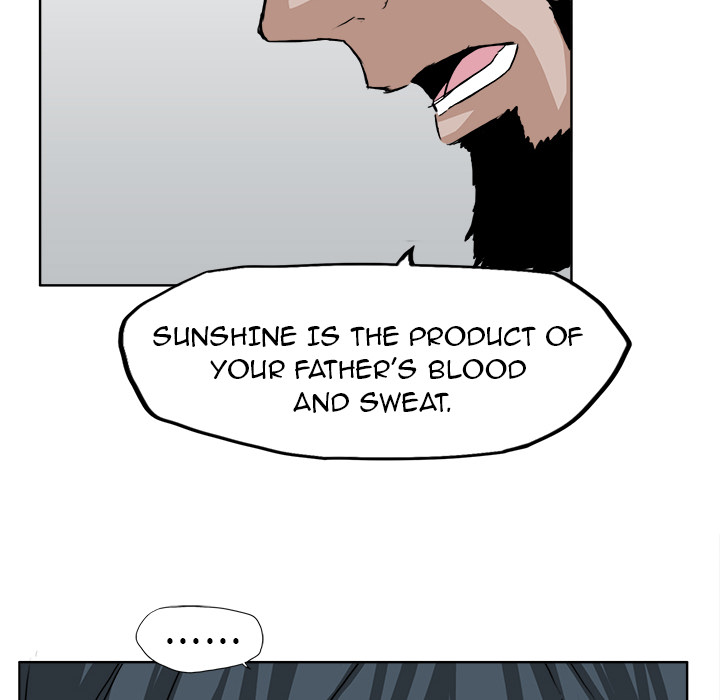 SUNSHINE IS THE PRODUCT OF
YOUR FATHER'S BLOOD
AND SWEAT.
......